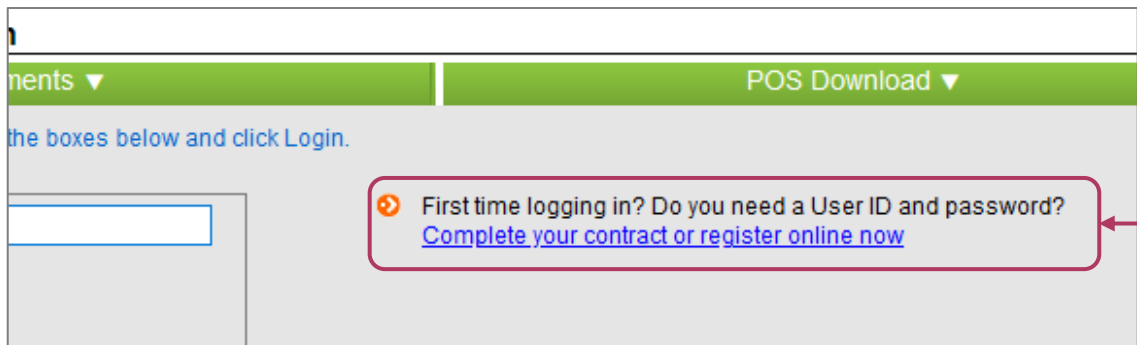 POS Download ▼
the boxes below and click Login.
First time logging in? Do you need a User ID and password?
Complete your contract or register online now